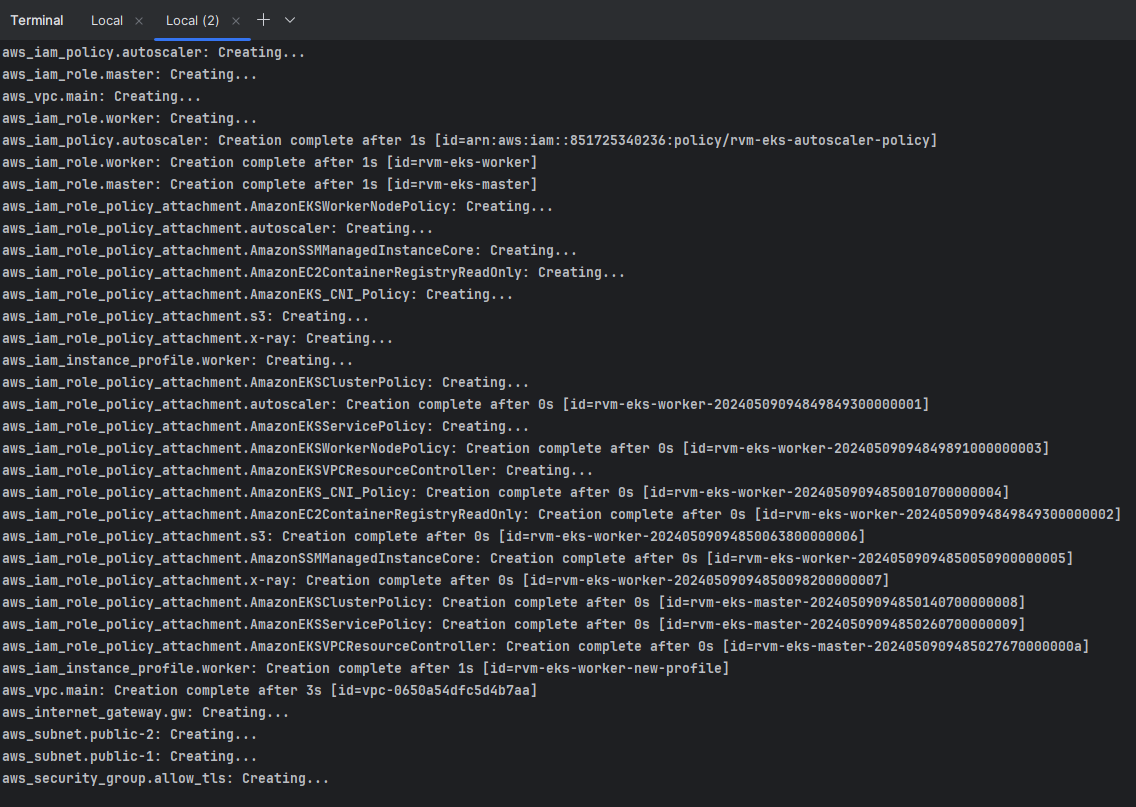 Terminal Local × Local (2) ×
aws_iam_policy.autoscaler: Creating...
aws_iam_role.master: Creating...
aws_vpc.main: Creating...
aws_iam_role.worker: Creating...
aws_iam_policy.autoscaler: Creation complete after 1s [id=arn:aws:iam::851725340236:policy/rvm-eks-autoscaler-policy]
aws_iam_role.worker: Creation complete after 1s [id=rvm-eks-worker]
aws_iam_role.master: Creation complete after 1s [id=rvm-eks-master]
aws_iam_role_policy_attachment.AmazonEKSWorkerNodePolicy: Creating...
aws_iam_role_policy_attachment.autoscaler: Creating...
aws_iam_role_policy_attachment.AmazonSSMManagedInstanceCore: Creating...
aws_iam_role_policy_attachment.AmazonEC2ContainerRegistryReadOnly: Creating...
aws_iam_role_policy_attachment.AmazonEKS_CNI_Policy: Creating...
aws_iam_role_policy_attachment.s3: Creating...
aws_iam_role_policy_attachment.x-ray: Creating...
aws_iam_instance_profile.worker: Creating...
aws_iam_role_policy_attachment.AmazonEKSClusterPolicy: Creating...
aws_iam_role_policy_attachment.autoscaler: Creation complete after 0s [id=rvm-eks-worker-20240509094849849300000001]
aws_iam_role_policy_attachment.AmazonEKSServicePolicy: Creating...
aws_iam_role_policy_attachment.AmazonEKSWorkerNodePolicy: Creation complete after 0s [id=rvm-eks-worker-20240509094849891000000003]
aws_iam_role_policy_attachment.AmazonEKSVPCResourceController: Creating...
aws_iam_role_policy_attachment.AmazonEKS_CNI_Policy: Creation complete after 0s [id=rvm-eks-worker-20240509094850010700000004]
aws_iam_role_policy_attachment.AmazonEC2ContainerRegistryReadOnly: Creation complete after 0s [id=rvm-eks-worker-20240509094849849300000002]
aws_iam_role_policy_attachment.s3: Creation complete after 0s [id=rvm-eks-worker-20240509094850063800000006]
aws_iam_role_policy_attachment.AmazonSSMManagedInstanceCore: Creation complete after 0s [id=rvm-eks-worker-20240509094850050900000005]
aws_iam_role_policy_attachment.x-ray: Creation complete after 0s [id=rvm-eks-worker-20240509094850098200000007]
aws_iam_role_policy_attachment.AmazonEKSClusterPolicy: Creation complete after 0s [id=rvm-eks-master-20240509094850140700000008]
aws_iam_role_policy_attachment.AmazonEKSServicePolicy: Creation complete after 0s [id=rvm-eks-master-20240509094850260700000009]
aws_iam_role_policy_attachment.AmazonEKSVPCResourceController: Creation complete after 0s [id=rvm-eks-master-2024050909485027670000000a]
aws_iam_instance_profile.worker: Creation complete after 1s [id=rvm-eks-worker-new-profile]
aws_vpc.main: Creation complete after 3s [id=vpc-0650a54dfc5d4b7aa]
aws_internet_gateway.gw: Creating...
aws_subnet.public-2: Creating...
aws_subnet.public-1: Creating...
aws_security_group.allow_tls: Creating...